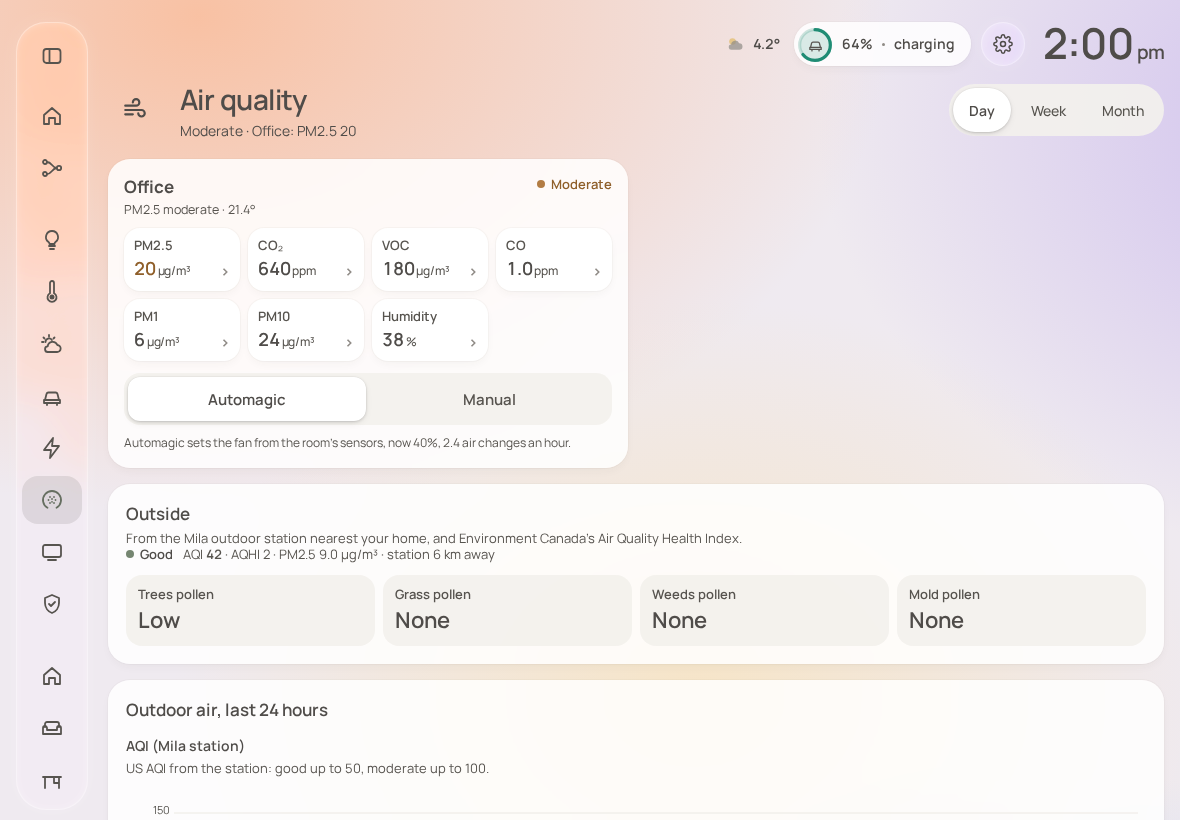 4.2°
64% · charging
2:00 pm
Air quality
Moderate · Office: PM2.5 20
Day Week Month
Office
Moderate
PM2.5 moderate · 21.4°
PM2.5 CO₂ VOC CO
20 µg/m³ 640 ppm 180 µg/m³ 1.0 ppm
PM1 PM10 Humidity
6 µg/m³ 24 µg/m³ 38 %
Automagic Manual
Automagic sets the fan from the room's sensors, now 40%, 2.4 air changes an hour.
Outside
From the Mila outdoor station nearest your home, and Environment Canada's Air Quality Health Index.
Good AQI 42 · AQHI 2 · PM2.5 9.0 µg/m³ · station 6 km away
Trees pollen Grass pollen Weeds pollen Mold pollen
Low None None None
Outdoor air, last 24 hours
AQI (Mila station)
US AQI from the station: good up to 50, moderate up to 100.
150